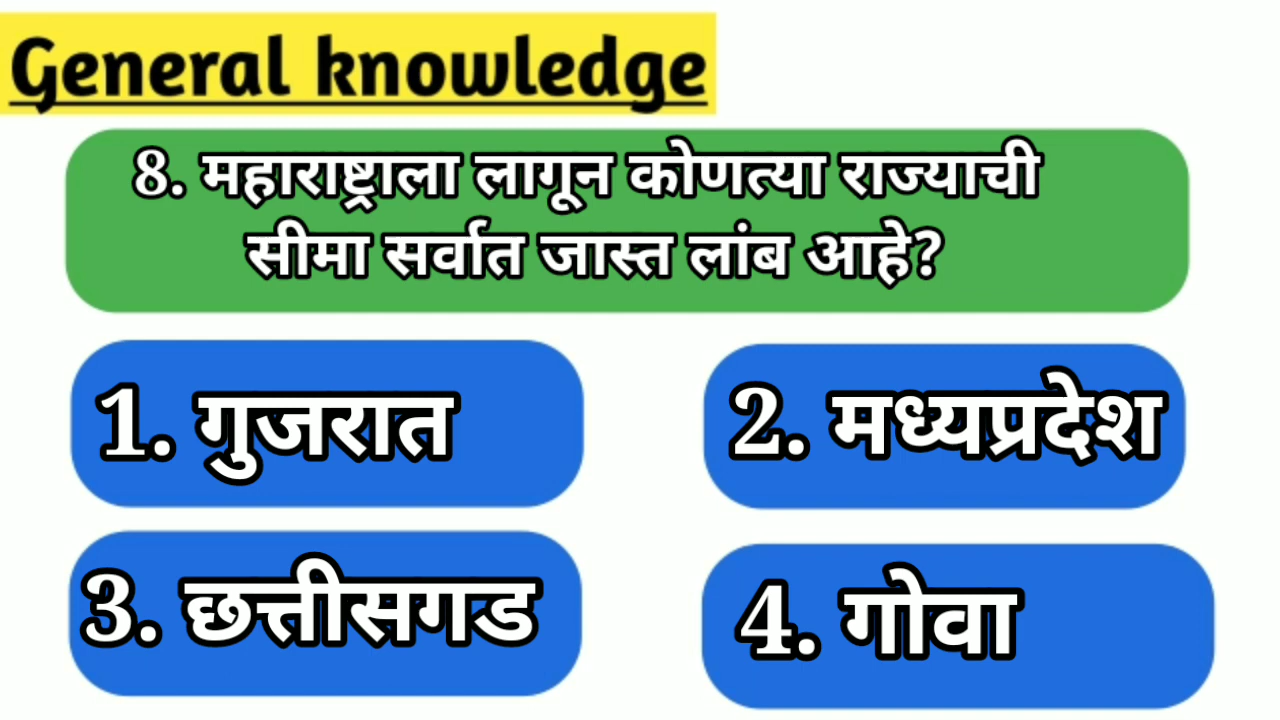 General knowledge
8. महाराष्ट्राला लागून कोणत्या राज्याची
सीमा सर्वात जास्त लांब आहे?
1. गुजरात
2. मध्यप्रदेश
3. छत्तीसगड
4. गोवा